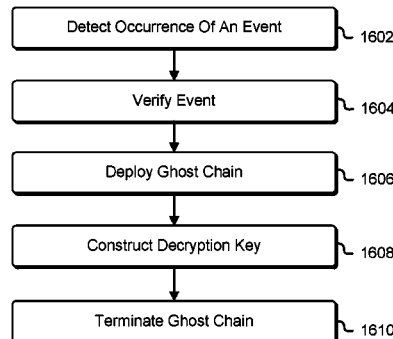 Detect Occurrence Of An Event
1602
Verify Event
1604
Deploy Ghost Chain
1606
Construct Decryption Key
1608
Terminate Ghost Chain
1610